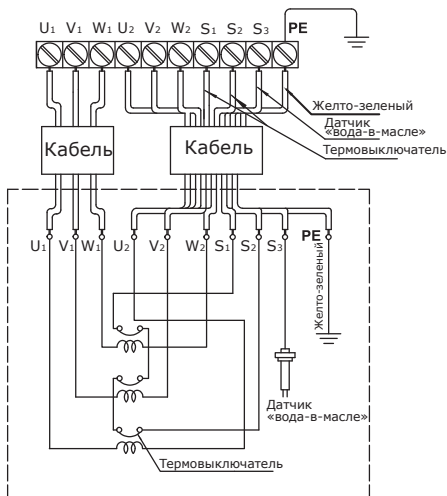 U1 V1 W1 U2 V2 W2 S1 S2 S3 PE
Желто-зеленый
Датчик
«вода-в-масле»
Термовыключатель
Кабель Кабель
U1 V1 W1 U2 V2 W2 S1 S2 S3 PE
Желто-зеленый
Датчик
«вода-в-масле»
Термовыключатель